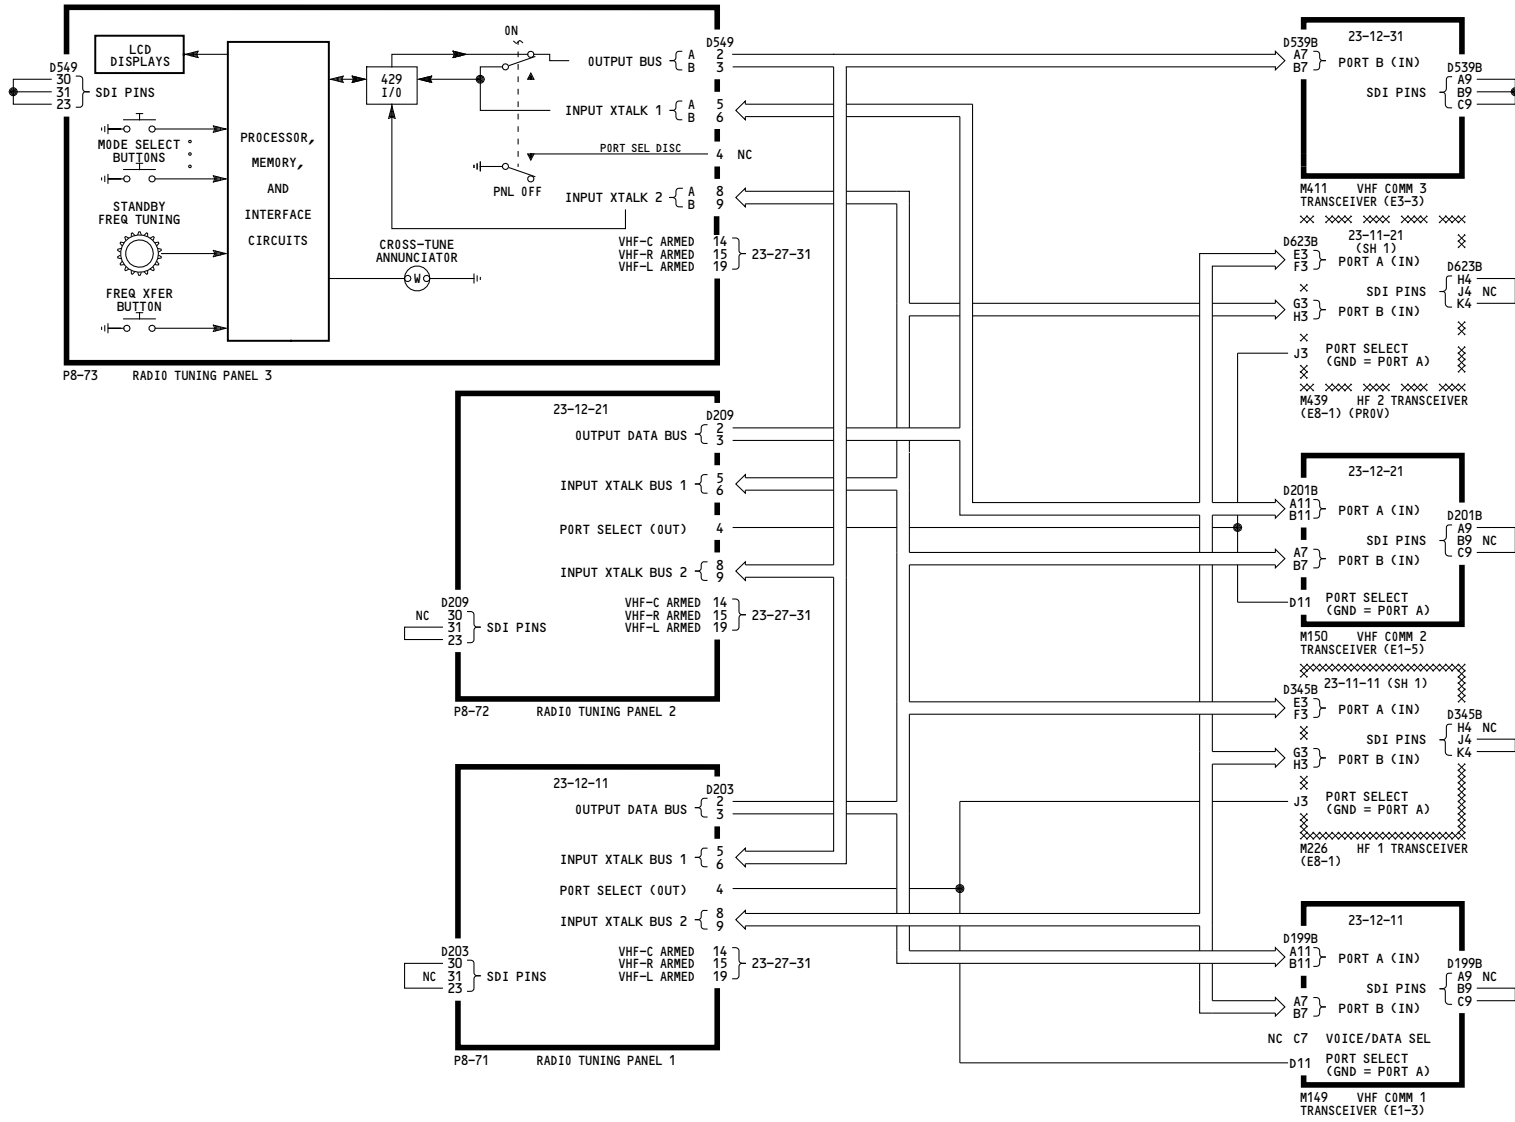 ON
LCD
DISPLAYS
D549
30
31
23
SDI PINS
MODE SELECT
BUTTONS
STANDBY
FREQ TUNING
FREQ XFER
BUTTON
PROCESSOR,
MEMORY,
AND
INTERFACE
CIRCUITS
429
I/O
CROSS-TUNE
ANNUNCIATOR
W
OUTPUT BUS A B
D549
2
3
INPUT XTALK 1 A B
5
6
PORT SEL DISC
4 NC
PNL OFF
INPUT XTALK 2 A B
8
9
VHF-C ARMED 14
VHF-R ARMED 15
VHF-L ARMED 19
23-27-31
P8-73 RADIO TUNING PANEL 3
23-12-21
D209
OUTPUT DATA BUS 2 3
INPUT XTALK BUS 1 5 6
PORT SELECT (OUT) 4
INPUT XTALK BUS 2 8 9
VHF-C ARMED 14
VHF-R ARMED 15
VHF-L ARMED 19
23-27-31
D209
NC 30
31
23
SDI PINS
P8-72 RADIO TUNING PANEL 2
23-12-11
D203
OUTPUT DATA BUS 2 3
INPUT XTALK BUS 1 5 6
PORT SELECT (OUT) 4
INPUT XTALK BUS 2 8 9
VHF-C ARMED 14
VHF-R ARMED 15
VHF-L ARMED 19
23-27-31
D203
30
NC 31
23
SDI PINS
P8-71 RADIO TUNING PANEL 1
23-12-31
D539B
A7
B7
PORT B (IN)
D539B
SDI PINS
A9
B9
C9
M411 VHF COMM 3
TRANSCEIVER (E3-3)
23-11-21
(SH 1)
D623B
E3
F3
PORT A (IN)
D623B
SDI PINS
H4
J4 NC
K4
G3
H3
PORT B (IN)
J3 PORT SELECT
(GND = PORT A)
M439 HF 2 TRANSCEIVER
(E8-1) (PROV)
23-12-21
D201B
A11
B11
PORT A (IN)
D201B
SDI PINS
A9
B9 NC
C9
A7
B7
PORT B (IN)
D11 PORT SELECT
(GND = PORT A)
M150 VHF COMM 2
TRANSCEIVER (E1-5)
23-11-11 (SH 1)
D345B
E3
F3
PORT A (IN)
D345B
SDI PINS
H4 NC
J4
K4
G3
H3
PORT B (IN)
J3 PORT SELECT
(GND = PORT A)
M226 HF 1 TRANSCEIVER
(E8-1)
23-12-11
D199B
A11
B11
PORT A (IN)
D199B
SDI PINS
A9 NC
B9
C9
A7
B7
PORT B (IN)
NC C7 VOICE/DATA SEL
D11 PORT SELECT
(GND = PORT A)
M149 VHF COMM 1
TRANSCEIVER (E1-3)